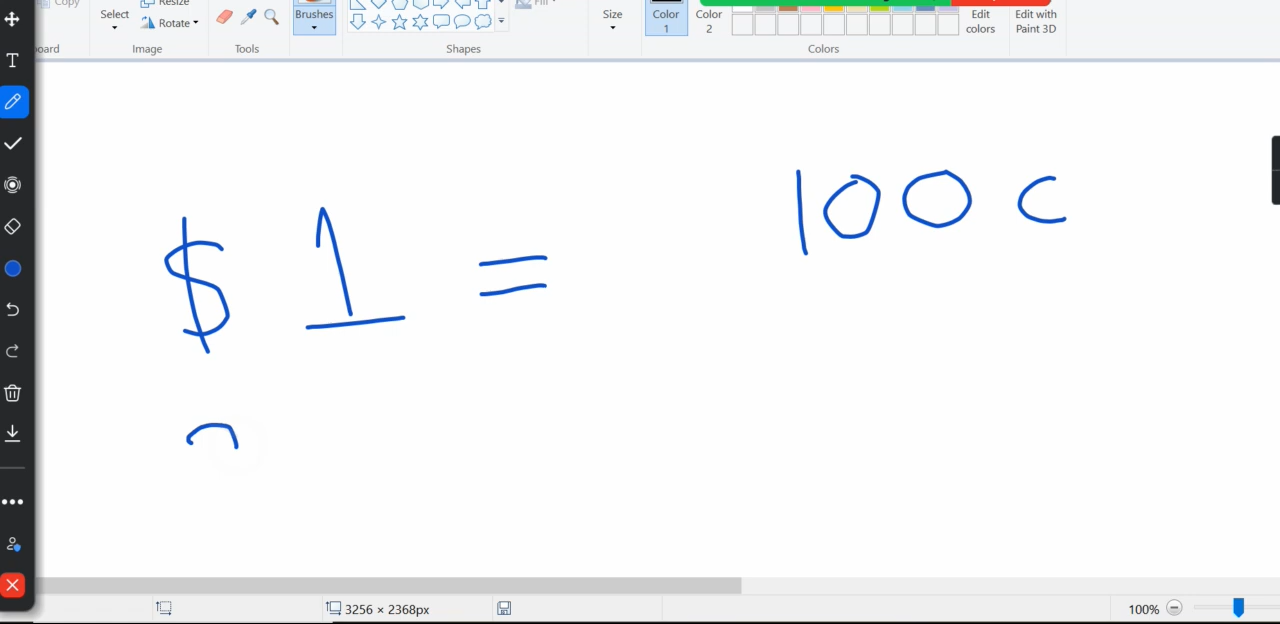 Copy
Resize
Fill
board
Select
Rotate
Image
Tools
Brushes
Shapes
Size
Color
1
Color
2
Colors
Edit
colors
Edit with
Paint 3D
T
$ 1 = 100 c
3256 × 2368px
100%